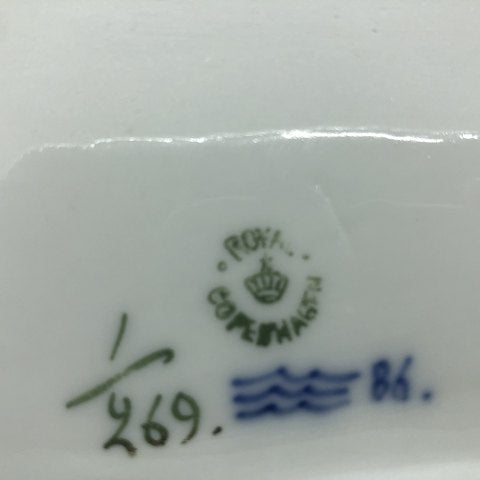 ROYAL
COPENHAGEN
1/269.
86.